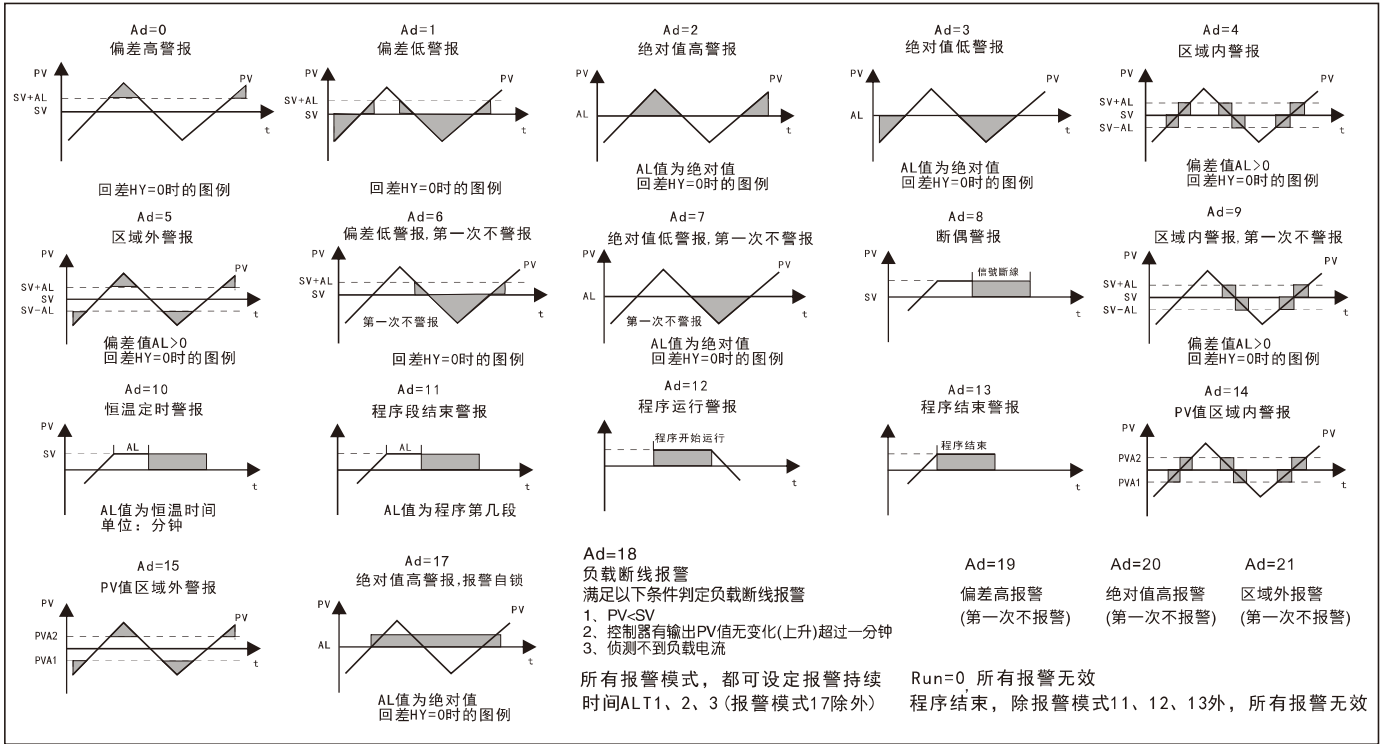 Ad=0
偏差高警报
PV
SV+AL
SV
PV
t
回差HY=0时的图例
Ad=1
偏差低警报
PV
SV+AL
SV
PV
t
回差HY=0时的图例
Ad=2
绝对值高警报
PV
AL
PV
t
AL值为绝对值
回差HY=0时的图例
Ad=3
绝对值低警报
PV
AL
PV
t
AL值为绝对值
回差HY=0时的图例
Ad=4
区域内警报
PV
SV+AL
SV
SV-AL
PV
t
偏差值AL>0
回差HY=0时的图例
Ad=5
区域外警报
PV
SV+AL
SV
SV-AL
PV
t
偏差值AL>0
回差HY=0时的图例
Ad=6
偏差低警报,第一次不警报
PV
SV+AL
SV
PV
第一次不警报
t
回差HY=0时的图例
Ad=7
绝对值低警报,第一次不警报
PV
AL
PV
第一次不警报
t
AL值为绝对值
回差HY=0时的图例
Ad=8
断偶警报
PV
信號斷線
SV
t
Ad=9
区域内警报,第一次不警报
PV
SV+AL
SV
SV-AL
PV
t
偏差值AL>0
回差HY=0时的图例
Ad=10
恒温定时警报
PV
SV
AL
t
AL值为恒温时间
单位：分钟
Ad=11
程序段结束警报
PV
AL
t
AL值为程序第几段
Ad=12
程序运行警报
PV
程序开始运行
t
Ad=13
程序结束警报
PV
程序结束
t
Ad=14
PV值区域内警报
PV
PVA2
PVA1
PV
t
Ad=15
PV值区域外警报
PV
PVA2
PVA1
PV
t
Ad=17
绝对值高警报,报警自锁
PV
AL
PV
t
AL值为绝对值
回差HY=0时的图例
Ad=18
负载断线报警
满足以下条件判定负载断线报警
1、PV<SV
2、控制器有输出PV值无变化(上升)超过一分钟
3、侦测不到负载电流
Ad=19
偏差高报警
(第一次不报警)
Ad=20
绝对值高报警
(第一次不报警)
Ad=21
区域外报警
(第一次不报警)
所有报警模式，都可设定报警持续
时间ALT1、2、3(报警模式17除外)
Run=0,所有报警无效
程序结束，除报警模式11、12、13外，所有报警无效